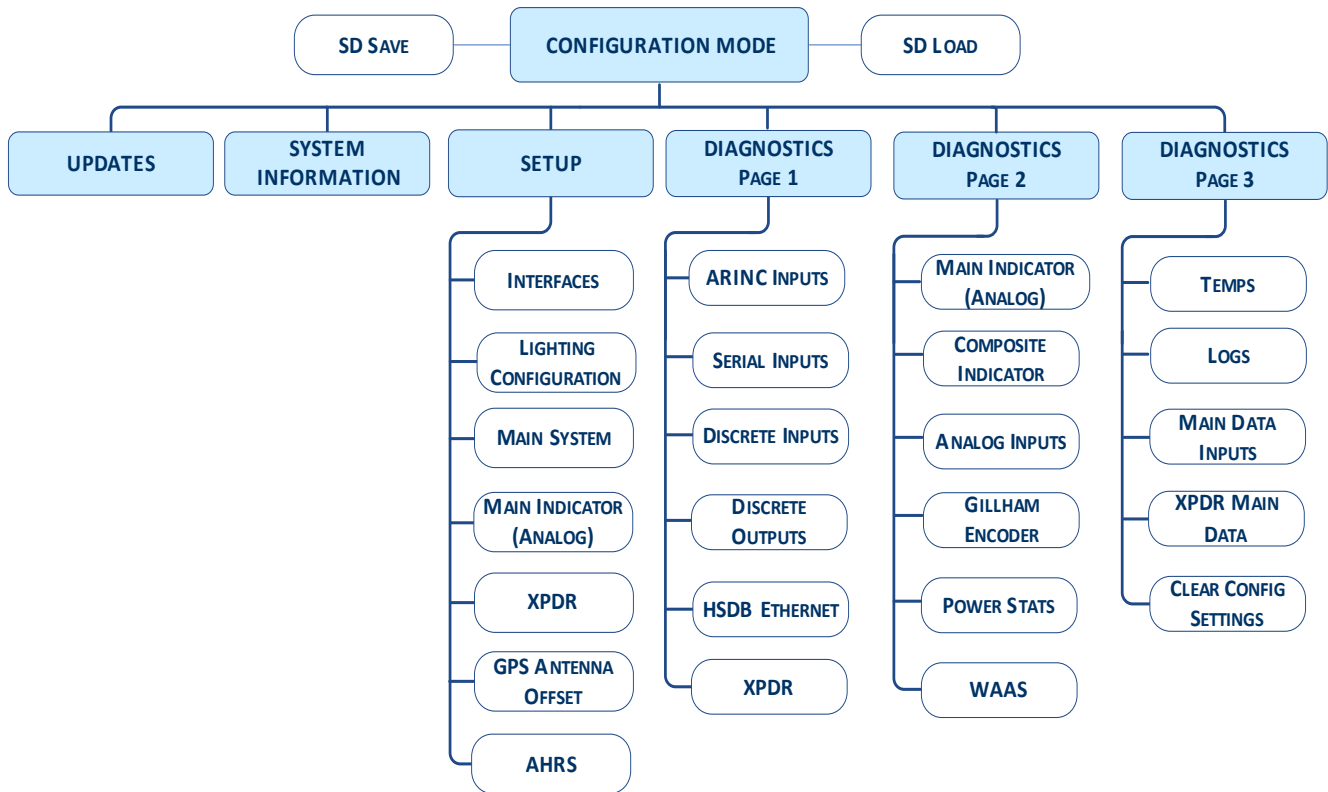 SD SAVE
CONFIGURATION MODE
SD LOAD
UPDATES
SYSTEM
INFORMATION
SETUP
DIAGNOSTICS
PAGE 1
DIAGNOSTICS
PAGE 2
DIAGNOSTICS
PAGE 3
INTERFACES
LIGHTING
CONFIGURATION
MAIN SYSTEM
MAIN INDICATOR
(ANALOG)
XPDR
GPS ANTENNA
OFFSET
AHRS
ARINC INPUTS
SERIAL INPUTS
DISCRETE INPUTS
DISCRETE
OUTPUTS
HSDB ETHERNET
XPDR
MAIN INDICATOR
(ANALOG)
COMPOSITE
INDICATOR
ANALOG INPUTS
GILLHAM
ENCODER
POWER STATS
WAAS
TEMPS
LOGS
MAIN DATA
INPUTS
XPDR MAIN
DATA
CLEAR CONFIG
SETTINGS